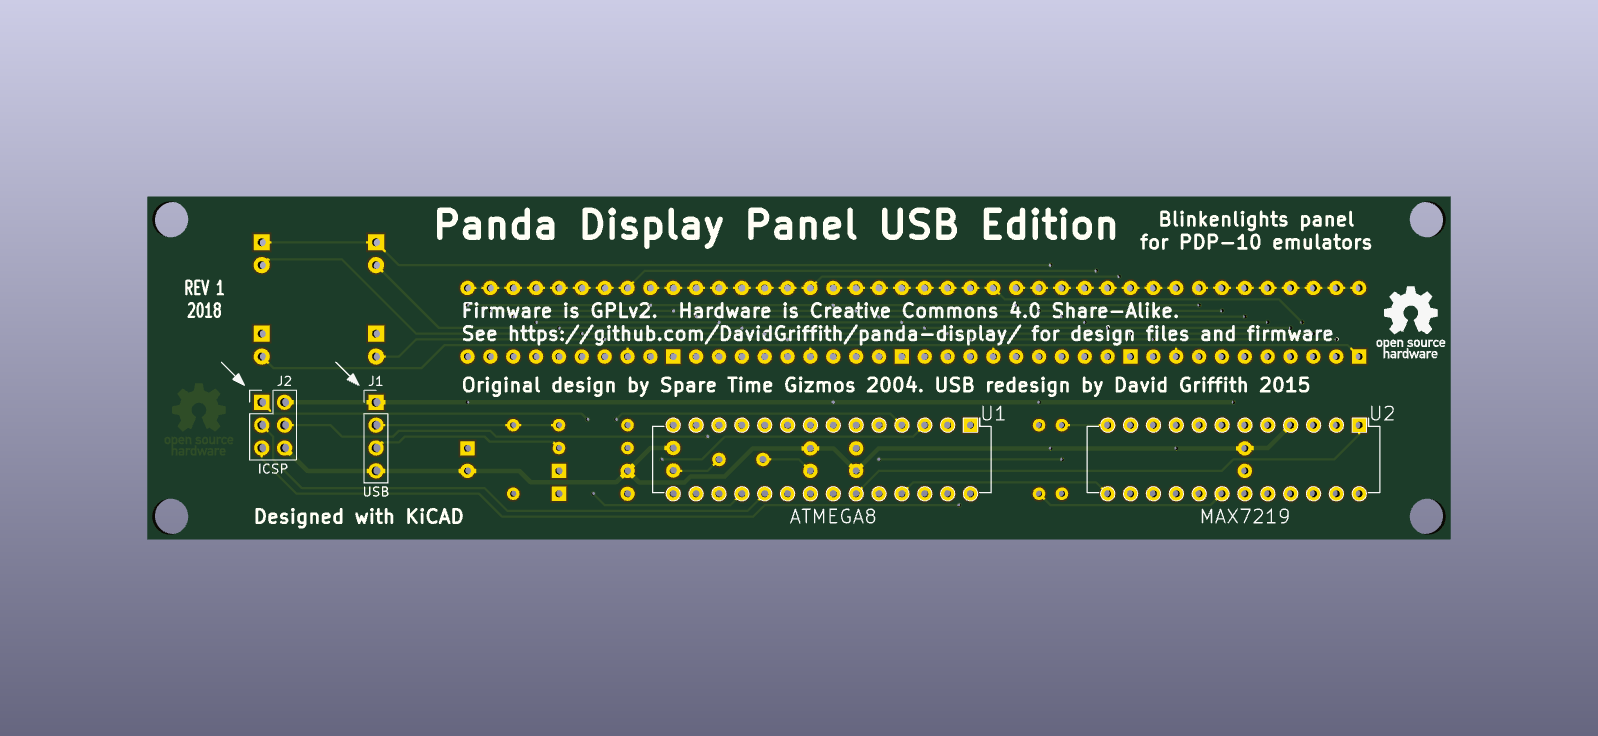 Panda Display Panel USB Edition
Blinkenlights panel
for PDP-10 emulators
REV 1
2018
Firmware is GPLv2.  Hardware is Creative Commons 4.0 Share-Alike.
See https://github.com/DavidGriffith/panda-display/ for design files and firmware.
open source
hardware
Original design by Spare Time Gizmos 2004. USB redesign by David Griffith 2015
J2
J1
U1
U2
open source
hardware
ICSP
USB
Designed with KiCAD
ATMEGA8
MAX7219